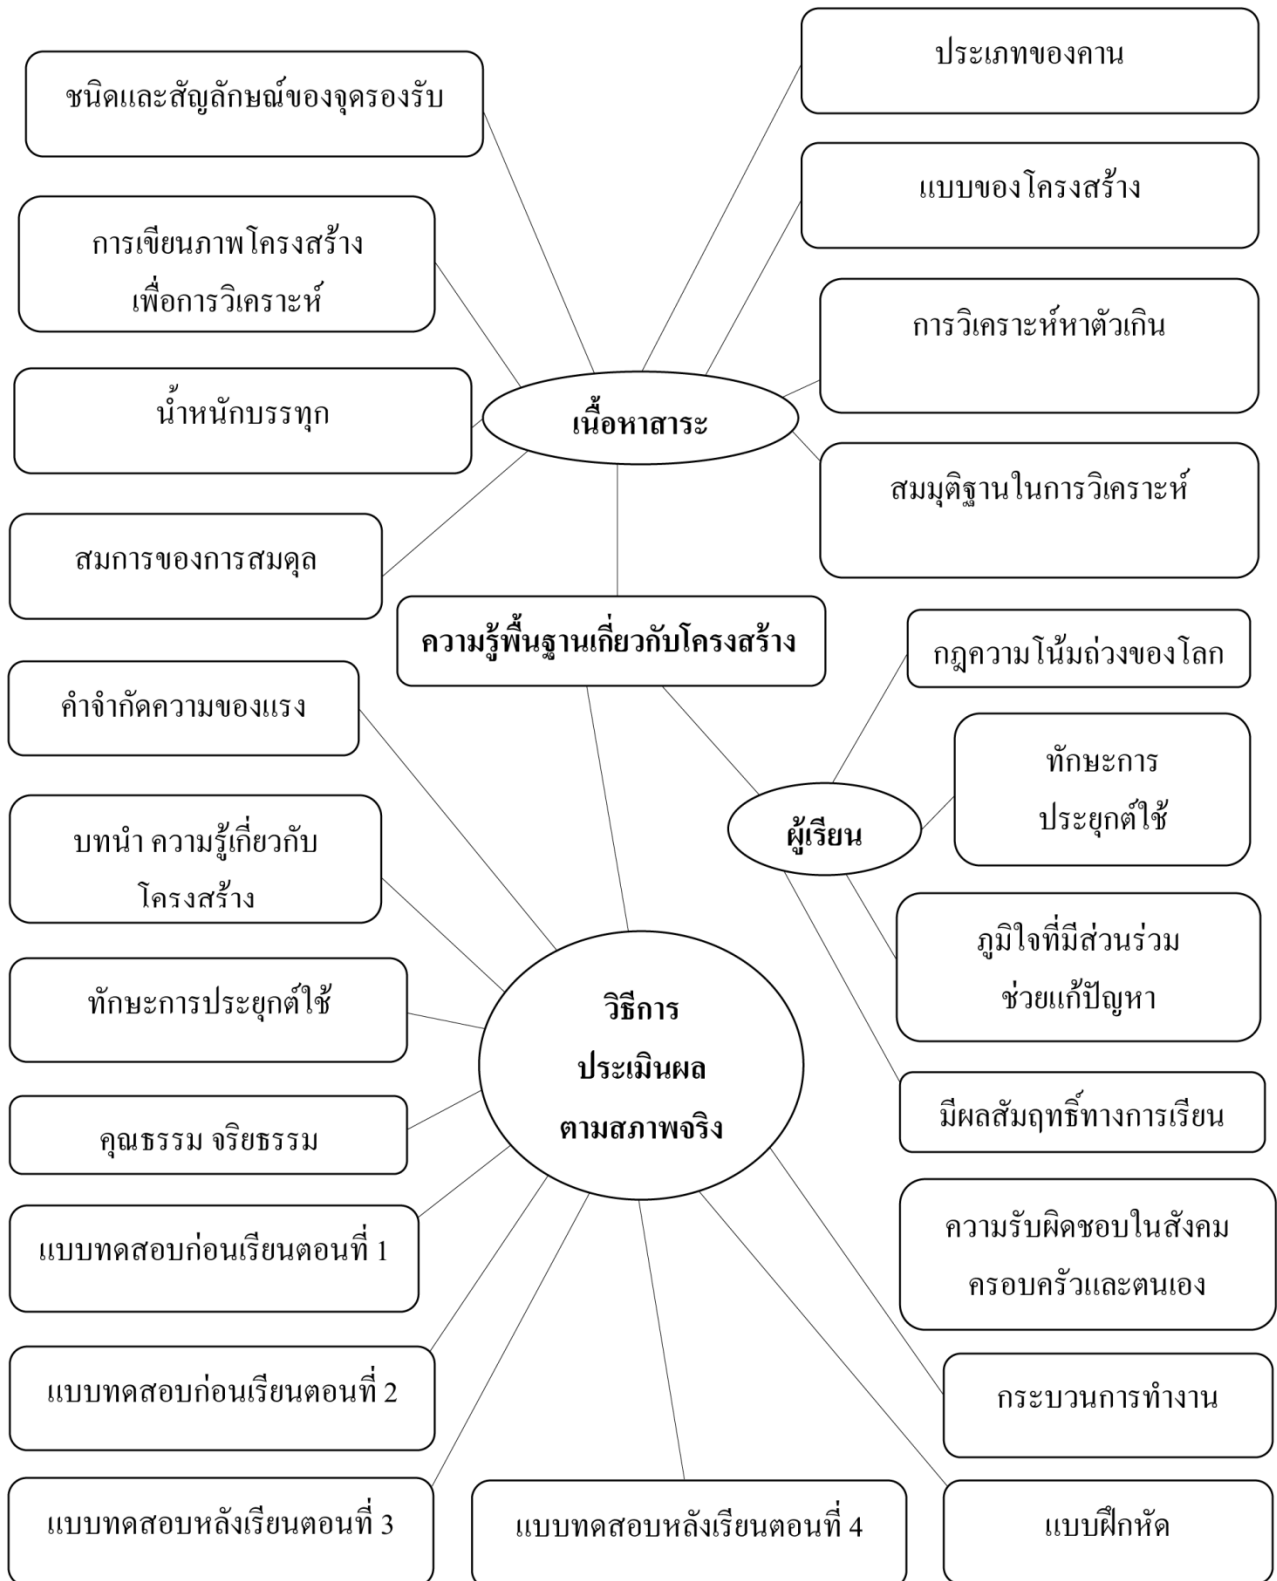 ประเภทของคาน
ชนิดและสัญลักษณ์ของจุดรองรับ
แบบของโครงสร้าง
การเขียนภาพโครงสร้าง
เพื่อการวิเคราะห์
การวิเคราะห์หาตัวเกิน
น้ำหนักบรรทุก
เนื้อหาสาระ
สมมุติฐานในการวิเคราะห์
สมการของการสมดุล
ความรู้พื้นฐานเกี่ยวกับโครงสร้าง
กฎความโน้มถ่วงของโลก
คำจำกัดความของแรง
ทักษะการ
ประยุกต์ใช้
ผู้เรียน
บทนำ ความรู้เกี่ยวกับ
โครงสร้าง
ภูมิใจที่มีส่วนร่วม
ช่วยแก้ปัญหา
ทักษะการประยุกต์ใช้
วิธีการ
ประเมินผล
ตามสภาพจริง
มีผลสัมฤทธิ์ทางการเรียน
คุณธรรม จริยธรรม
ความรับผิดชอบในสังคม
ครอบครัวและตนเอง
แบบทดสอบก่อนเรียนตอนที่ 1
แบบทดสอบก่อนเรียนตอนที่ 2
กระบวนการทำงาน
แบบทดสอบหลังเรียนตอนที่ 3
แบบทดสอบหลังเรียนตอนที่ 4
แบบฝึกหัด